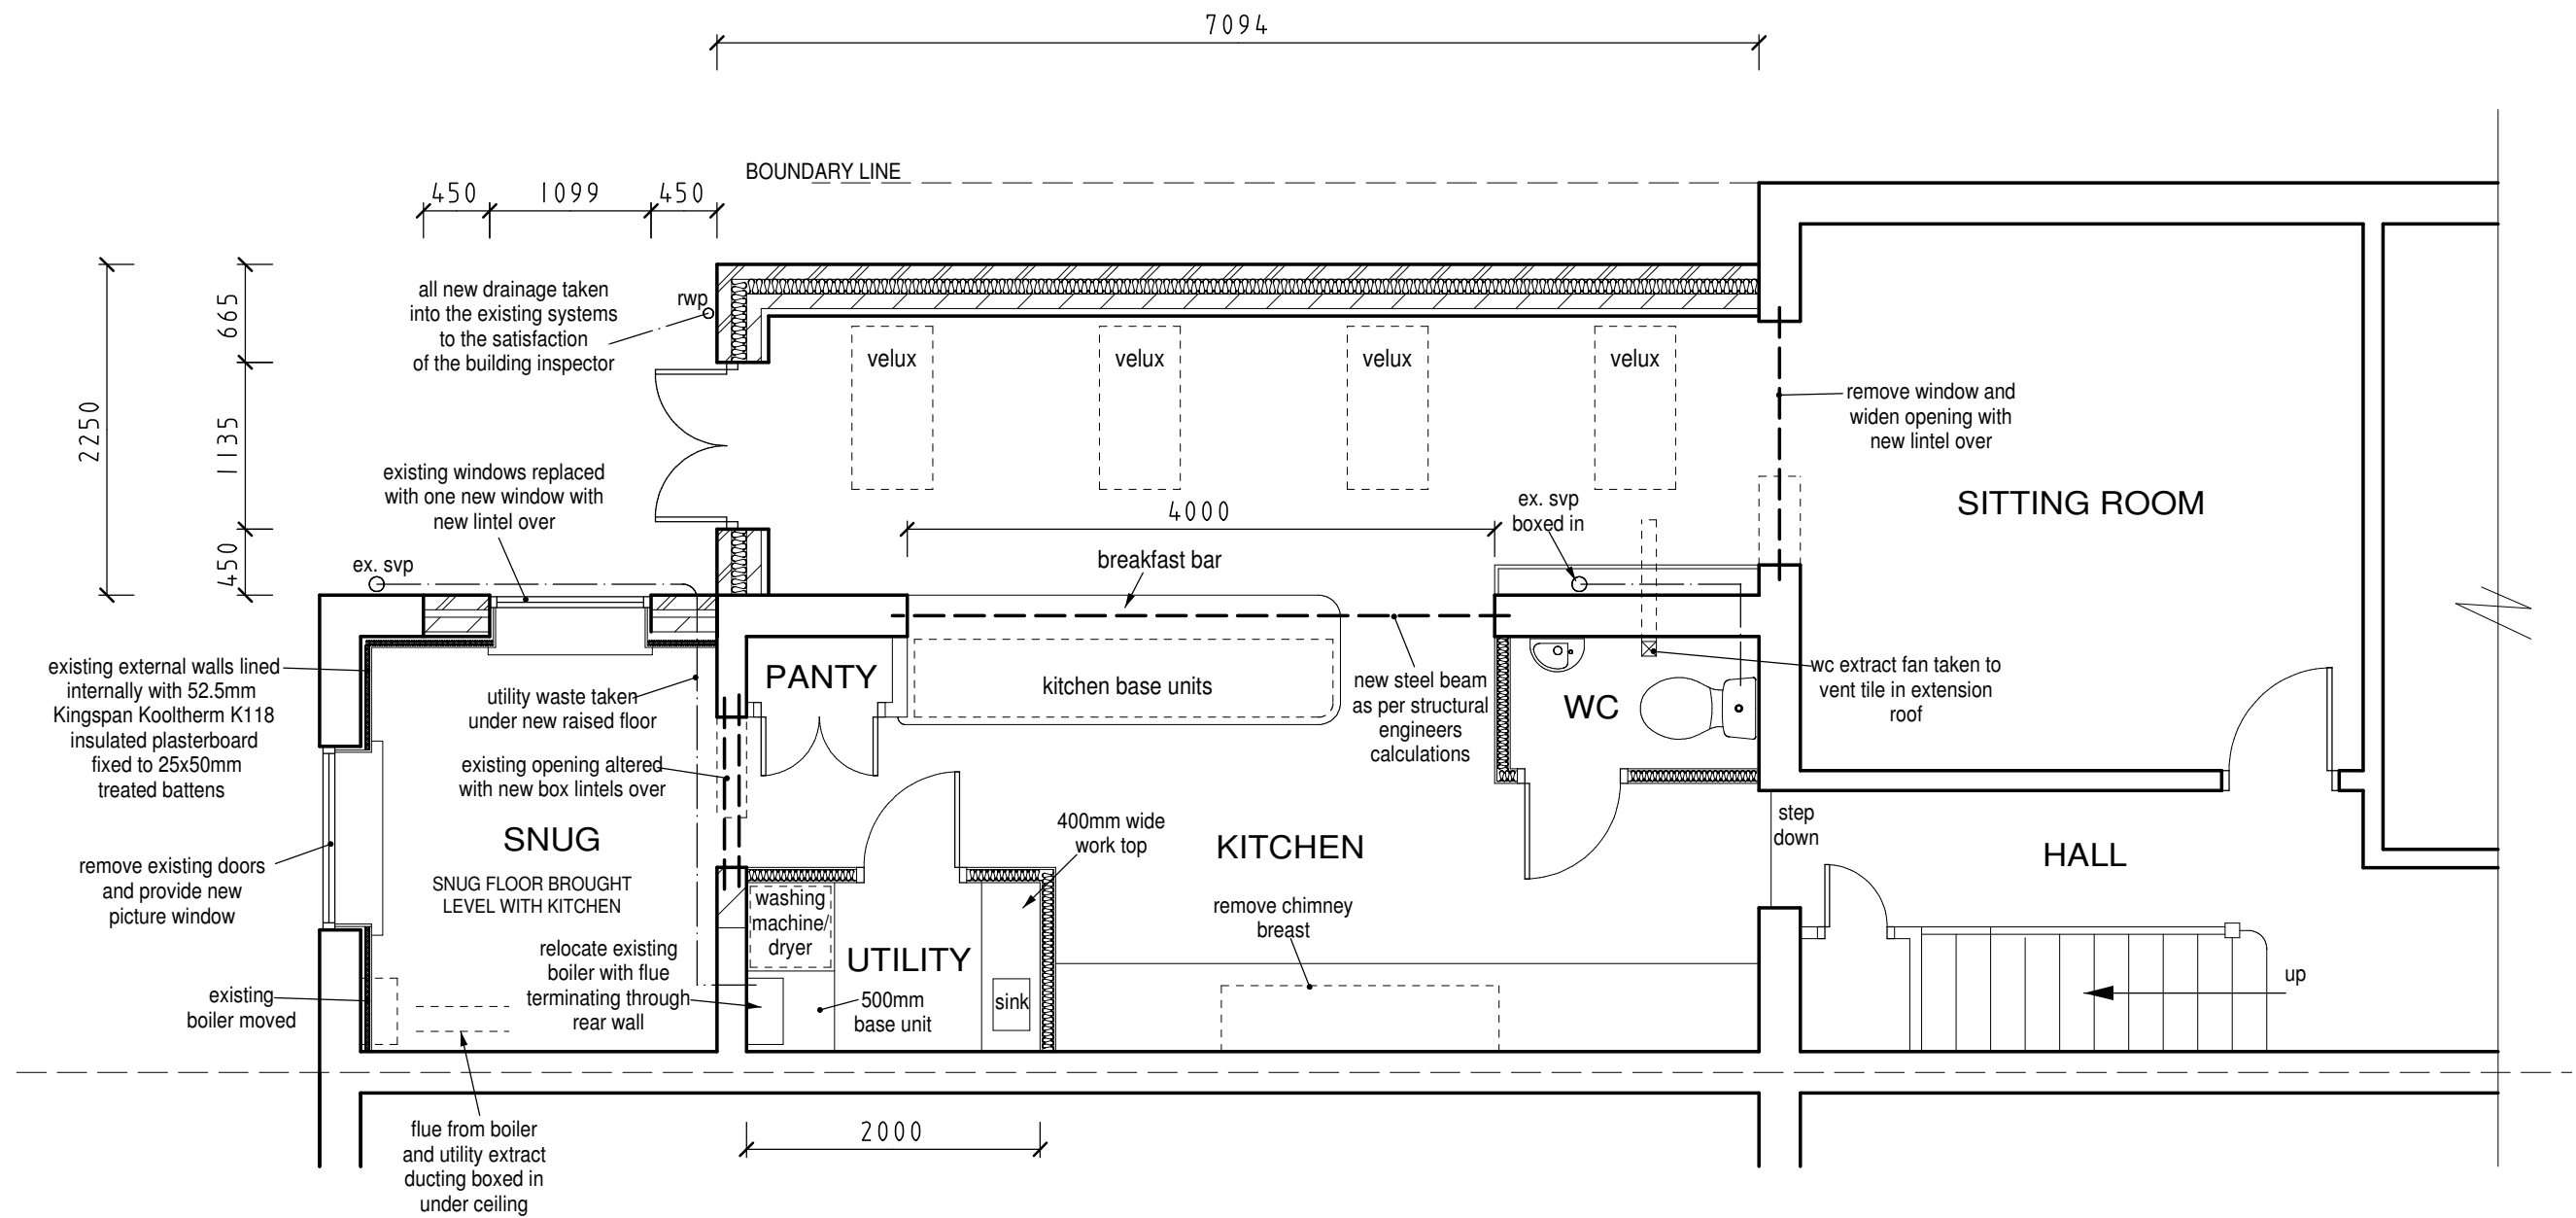 7094
BOUNDARY LINE
450
1099
450
2250
665
1135
450
all new drainage taken
into the existing systems
to the satisfaction
of the building inspector
rwp
velux
velux
velux
velux
remove window and
widen opening with
new lintel over
SITTING ROOM
existing windows replaced
with one new window with
new lintel over
ex. svp
4000
breakfast bar
ex. svp
boxed in
existing external walls lined
internally with 52.5mm
Kingspan Kooltherm K118
insulated plasterboard
fixed to 25x50mm
treated battens
utility waste taken
under new raised floor
PANTY
kitchen base units
new steel beam
as per structural
engineers
calculations
WC
wc extract fan taken to
vent tile in extension
roof
existing opening altered
with new box lintels over
SNUG
SNUG FLOOR BROUGHT
LEVEL WITH KITCHEN
remove existing doors
and provide new
picture window
400mm wide
work top
KITCHEN
step
down
HALL
washing
machine/
dryer
UTILITY
remove chimney
breast
relocate existing
boiler with flue
terminating through
rear wall
500mm
base unit
sink
existing
boiler moved
up
flue from boiler
and utility extract
ducting boxed in
under ceiling
2000